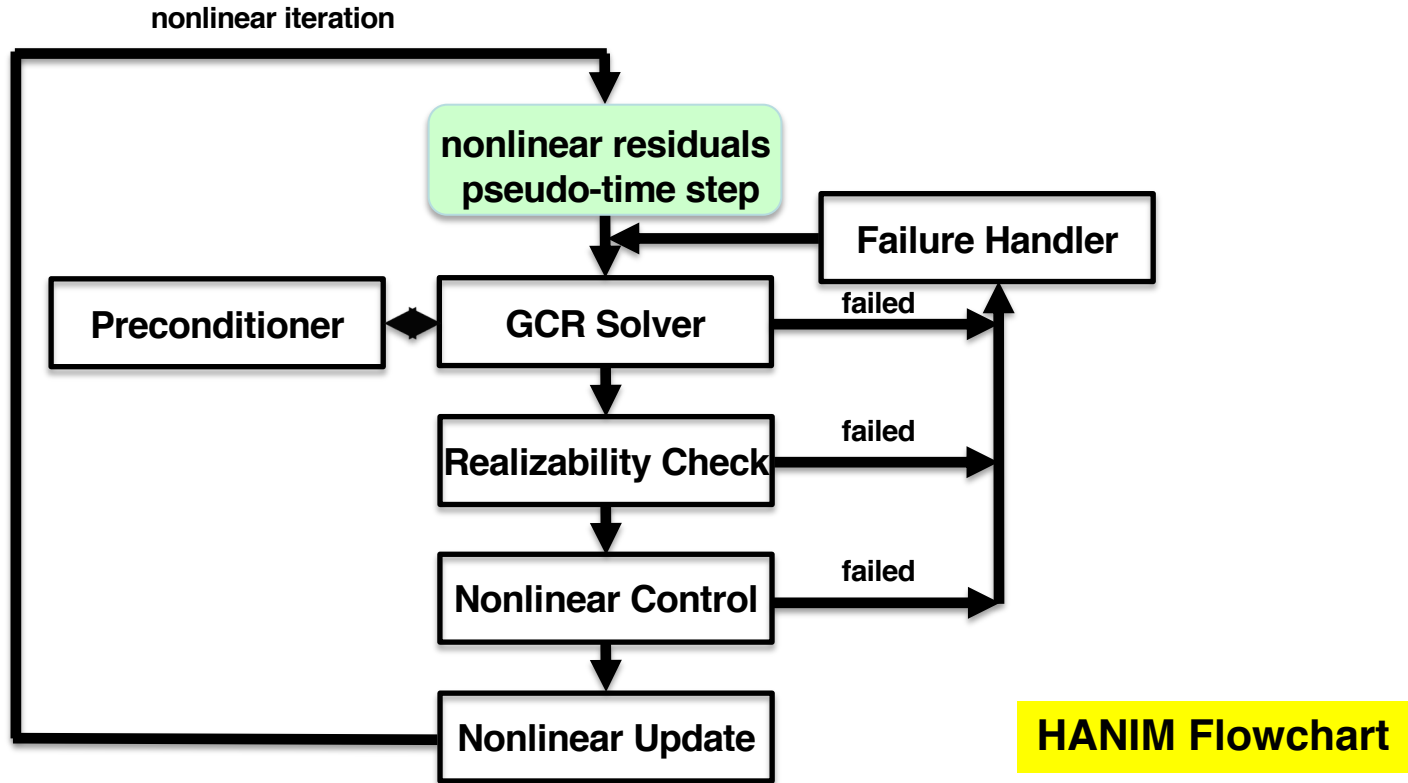 nonlinear iteration
nonlinear residuals
pseudo-time step
Failure Handler
Preconditioner
GCR Solver
failed
Realizability Check
failed
Nonlinear Control
failed
Nonlinear Update
HANIM Flowchart